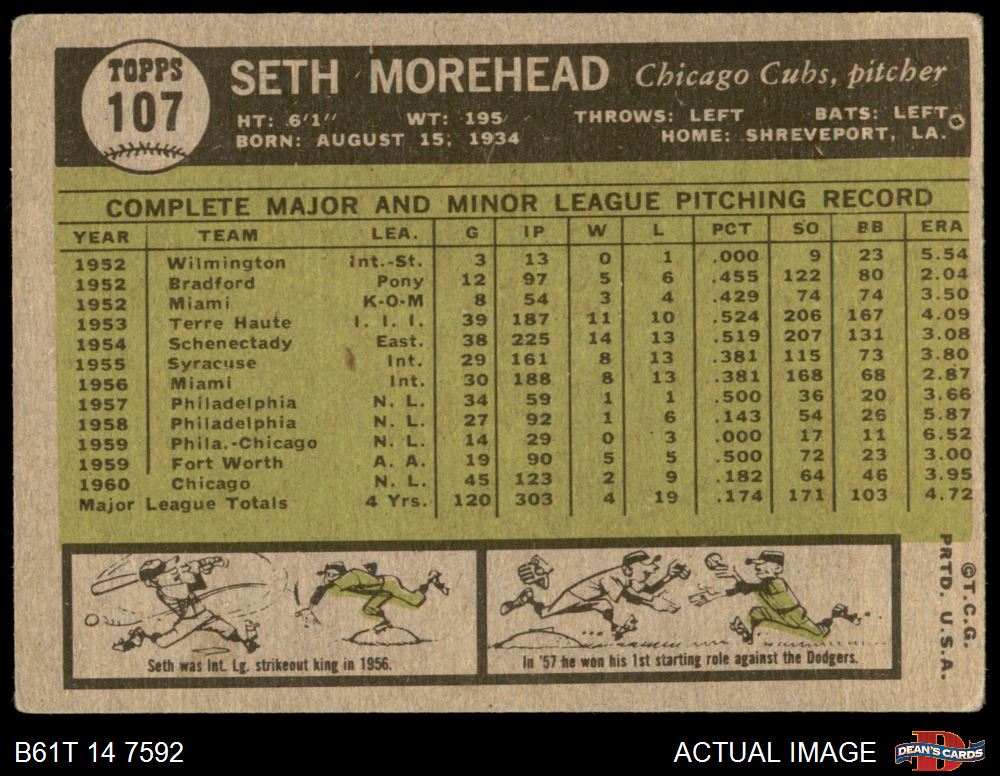 TOPPS
107
SETH MOREHEAD Chicago Cubs, pitcher
HT: 6'1" WT: 195 THROWS: LEFT BATS: LEFT
BORN: AUGUST 15, 1934 HOME: SHREVEPORT, LA.
COMPLETE MAJOR AND MINOR LEAGUE PITCHING RECORD
YEAR TEAM LEA. G IP W L PCT SO BB ERA
1952 Wilmington Int.-St. 3 13 0 1 .000 9 23 5.54
1952 Bradford Pony 12 97 5 6 .455 122 80 2.04
1952 Miami K-O-M 8 54 3 4 .429 74 74 3.50
1953 Terre Haute I. I. I. 39 187 11 10 .524 206 167 4.09
1954 Schenectady East. 38 225 14 13 .519 207 131 3.08
1955 Syracuse Int. 29 161 8 13 .381 115 73 3.80
1956 Miami Int. 30 188 8 13 .381 168 68 2.87
1957 Philadelphia N. L. 34 59 1 1 .500 36 20 3.66
1958 Philadelphia N. L. 27 92 1 6 .143 54 26 5.87
1959 Phila.-Chicago N. L. 14 29 0 3 .000 17 11 6.52
1959 Fort Worth A. A. 19 90 5 5 .500 72 23 3.00
1960 Chicago N. L. 45 123 2 9 .182 64 46 3.95
Major League Totals 4 Yrs. 120 303 4 19 .174 171 103 4.72
Seth was Int. Lg. strikeout king in 1956.
In '57 he won his 1st starting role against the Dodgers.
©T.C.G.
PRTD. U.S.A.
B61T 14 7592
ACTUAL IMAGE
D
DEAN'S CARDS